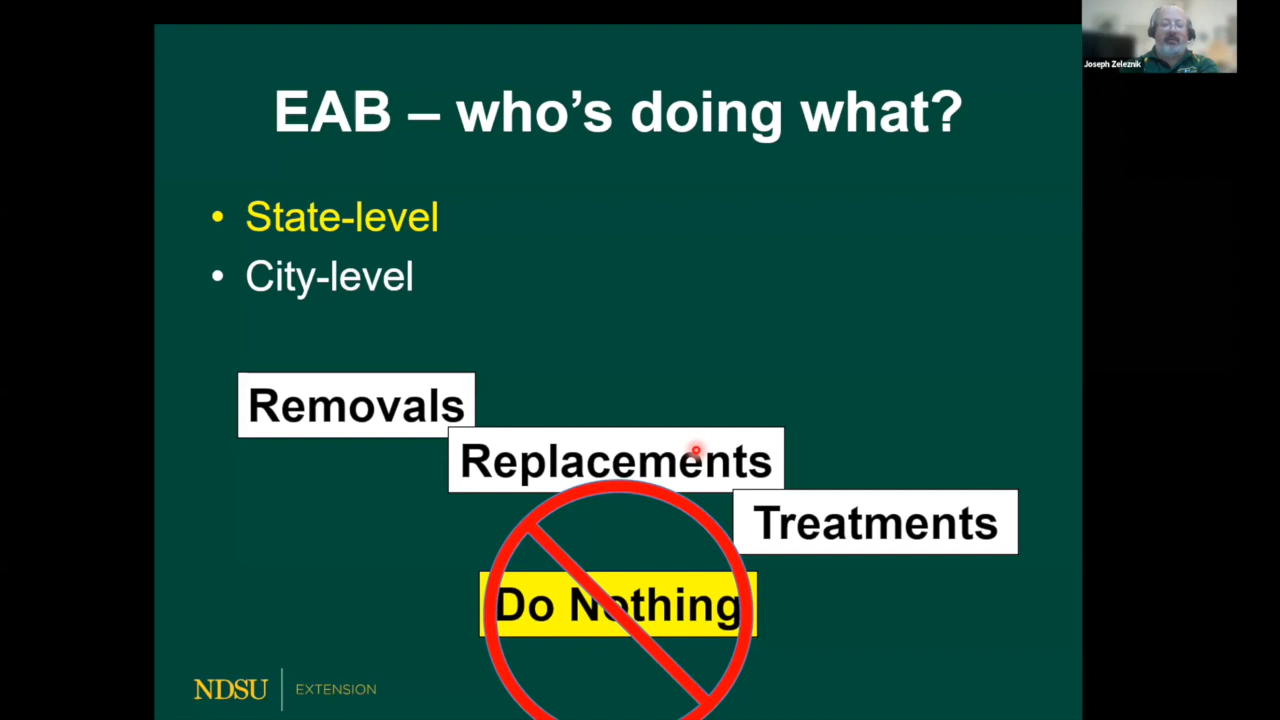 Joseph Zeleznik
EAB – who's doing what?
• State-level
• City-level
Removals
Replacements
Treatments
Do Nothing
NDSU EXTENSION